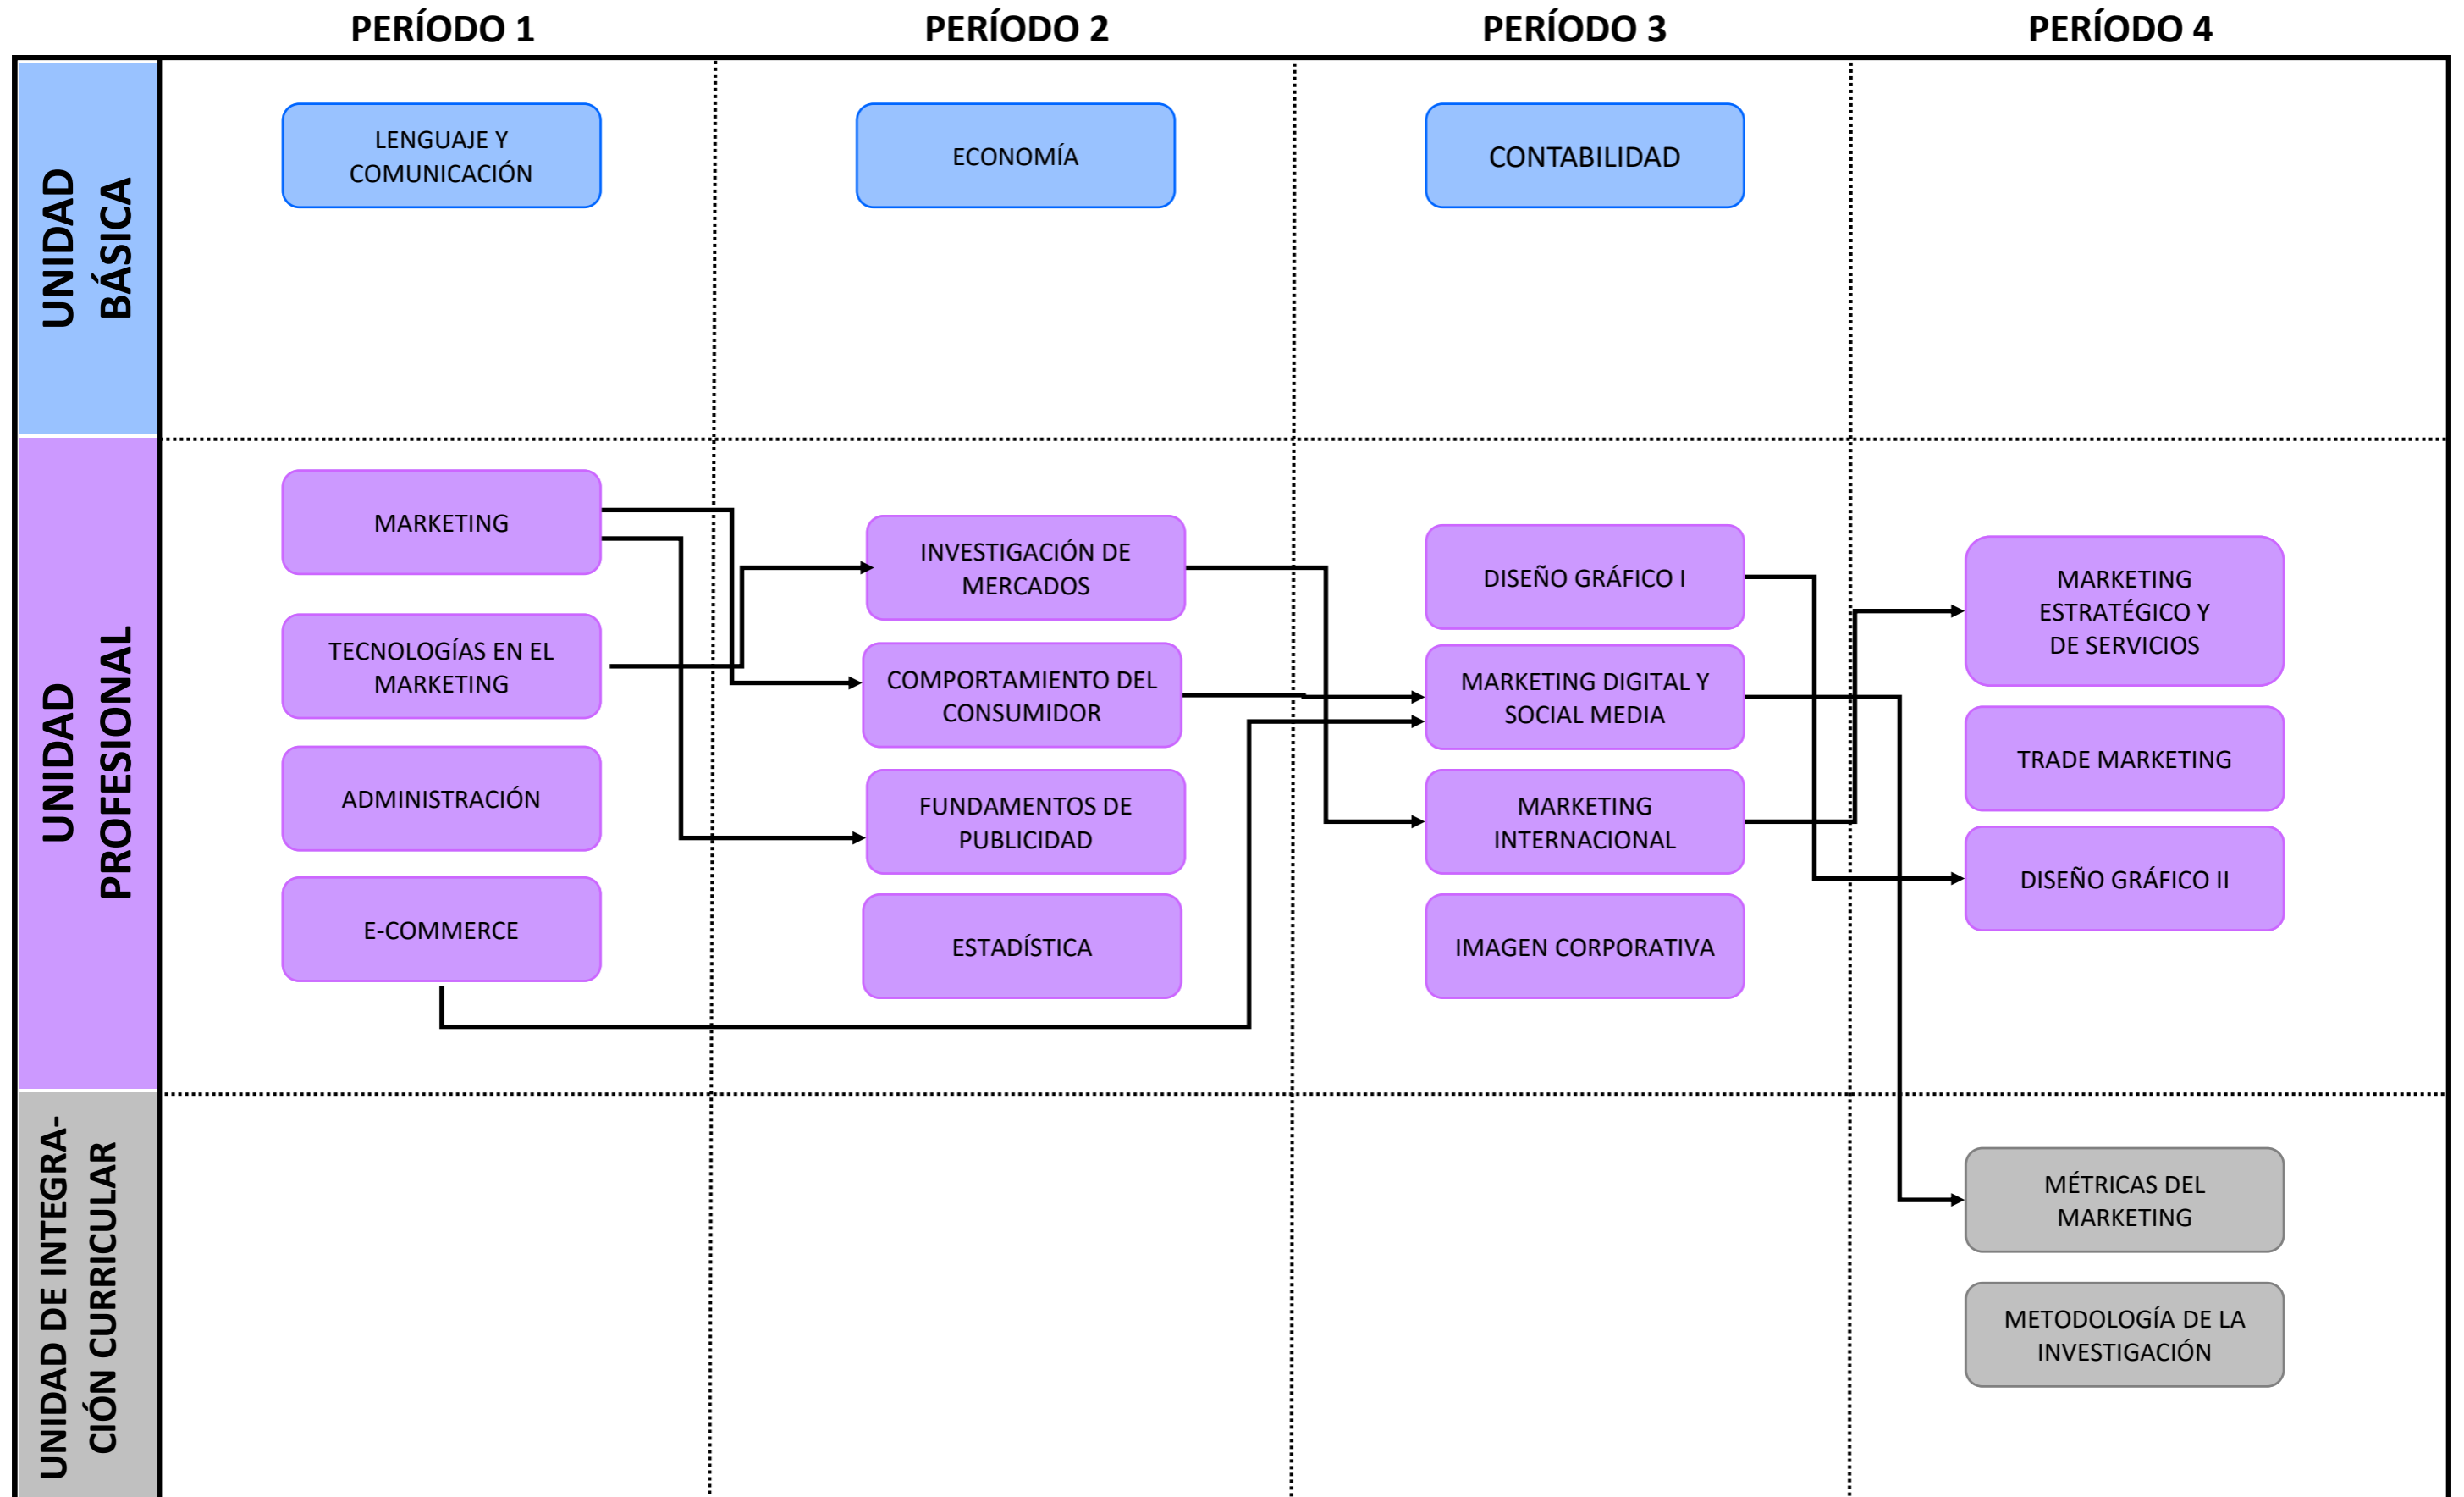 PERÍODO 1
PERÍODO 2
PERÍODO 3
PERÍODO 4
UNIDAD
BÁSICA
LENGUAJE Y
COMUNICACIÓN
ECONOMÍA
CONTABILIDAD
UNIDAD
PROFESIONAL
MARKETING
TECNOLOGÍAS EN EL
MARKETING
ADMINISTRACIÓN
E-COMMERCE
INVESTIGACIÓN DE
MERCADOS
COMPORTAMIENTO DEL
CONSUMIDOR
FUNDAMENTOS DE
PUBLICIDAD
ESTADÍSTICA
DISEÑO GRÁFICO I
MARKETING DIGITAL Y
SOCIAL MEDIA
MARKETING
INTERNACIONAL
IMAGEN CORPORATIVA
MARKETING
ESTRATÉGICO Y
DE SERVICIOS
TRADE MARKETING
DISEÑO GRÁFICO II
UNIDAD DE INTEGRA-
CIÓN CURRICULAR
MÉTRICAS DEL
MARKETING
METODOLOGÍA DE LA
INVESTIGACIÓN